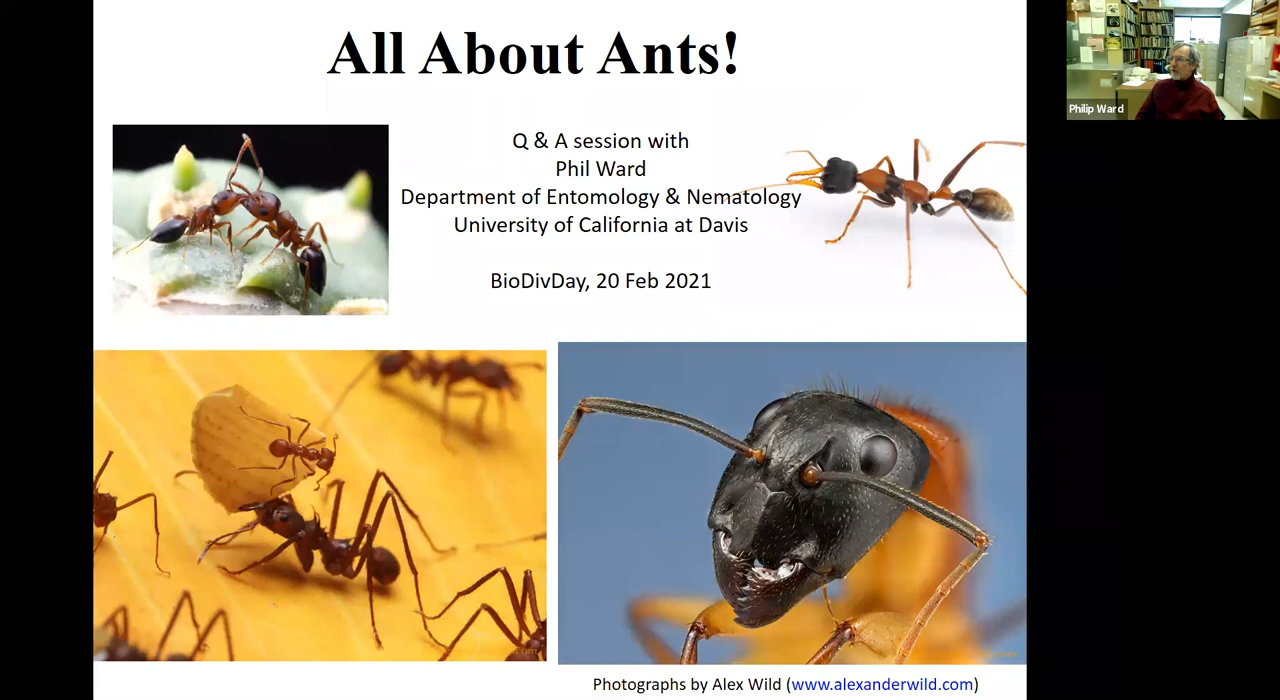 All About Ants!
Q & A session with
Phil Ward
Department of Entomology & Nematology
University of California at Davis
BioDivDay, 20 Feb 2021
Philip Ward
Photographs by Alex Wild (www.alexanderwild.com)